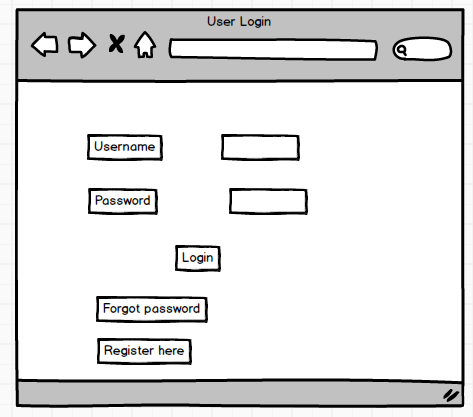 User Login
Username
Password
Login
Forgot password
Register here